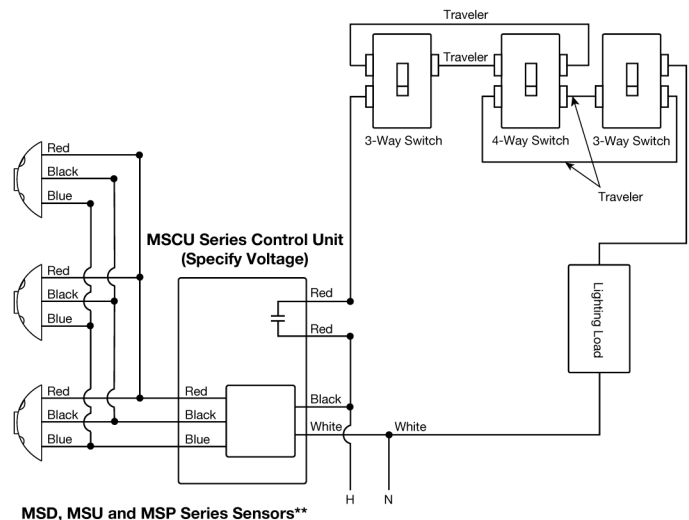 Traveler
Traveler
3-Way Switch
4-Way Switch
3-Way Switch
Traveler
Red
Black
Blue
MSCU Series Control Unit
(Specify Voltage)
Red
Black
Blue
Red
Red
Lighting Load
Red
Black
Blue
Red
Black
Blue
Black
White
White
H
N
MSD, MSU and MSP Series Sensors**